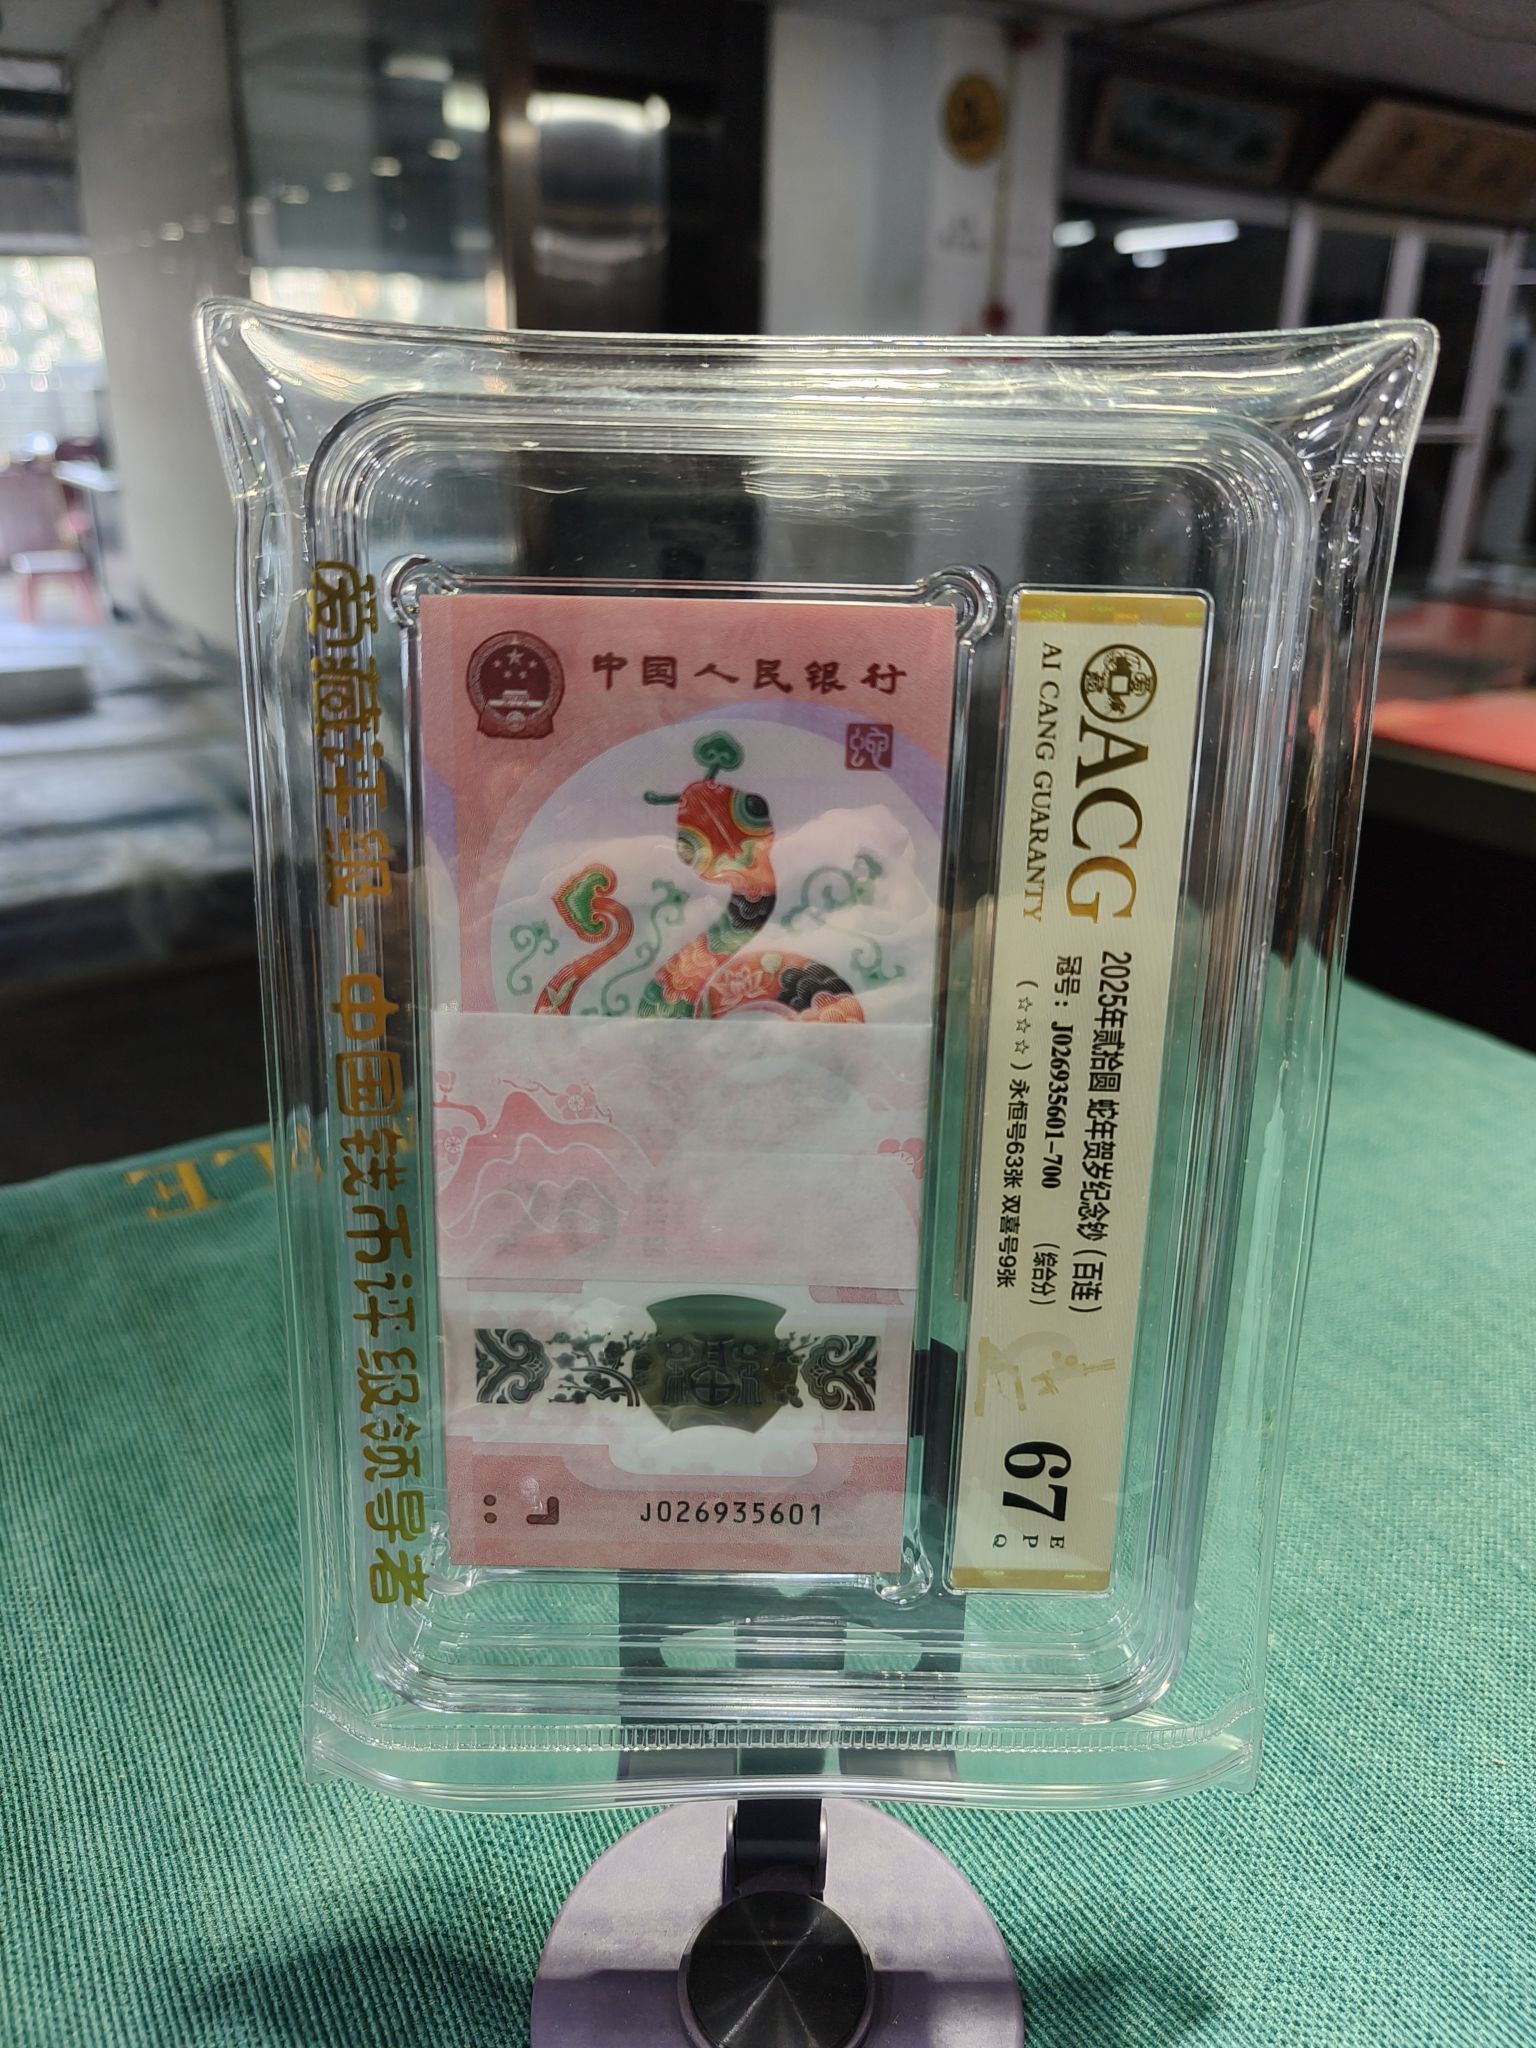 爱藏评级-中国钱币评级领导者
中国人民银行
J026935601
ACG
AI CANG GUARANTY
2025年贰拾圆 蛇年贺岁纪念钞（百连）
冠号：J026935601-700 （综合分）
（☆☆☆）永恒号63张 双喜号9张
67
E
P
Q